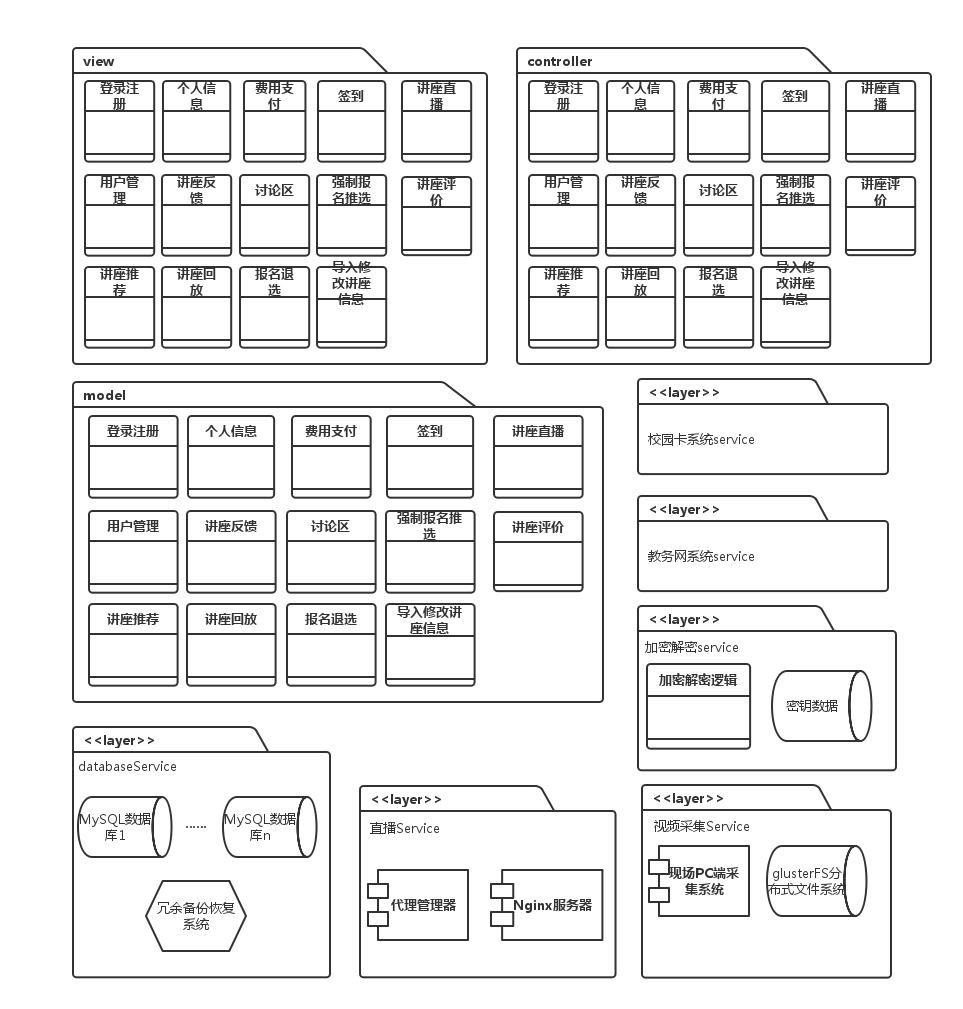 view
登录注
册
个人信
息
费用支
付
签到
讲座直
播
用户管
理
讲座反
馈
讨论区
强制报
名推选
讲座评
价
讲座推
荐
讲座回
放
报名退
选
导入修
改讲座
信息
controller
登录注
册
个人信
息
费用支
付
签到
讲座直
播
用户管
理
讲座反
馈
讨论区
强制报
名推选
讲座评
价
讲座推
荐
讲座回
放
报名退
选
导入修
改讲座
信息
model
登录注册
个人信息
费用支付
签到
讲座直播
用户管理
讲座反馈
讨论区
强制报名推
选
讲座评价
讲座推荐
讲座回放
报名退选
导入修改讲
座信息
<<layer>>
校园卡系统service
<<layer>>
教务网系统service
<<layer>>
加密解密service
加密解密逻辑
密钥数据
<<layer>>
databaseService
MySQL数据
库1
......
MySQL数据
库n
冗余备份恢复
系统
<<layer>>
直播Service
代理管理器
Nginx服务器
<<layer>>
视频采集Service
现场PC端采
集系统
glusterFS分
布式文件系统